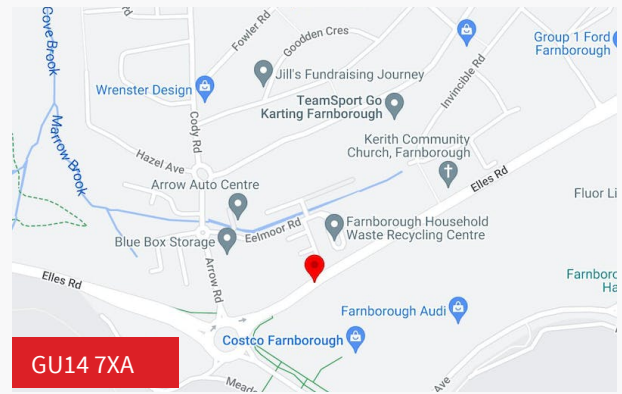 Rd
Cove Brook
Fowler Rd
Goodden Cres
Group 1 Ford
Farnborough
Jill's Fundraising Journey
Wrenster Design
TeamSport Go
Karting Farnborough
Invincible Rd
Cody Rd
Marrow Brook
Kerith Community
Church, Farnborough
Hazel Ave
Elles Rd
Arrow Auto Centre
Fluor Li
Farnborough Household
Waste Recycling Centre
Eelmoor Rd
Blue Box Storage
Elles Rd
Arrow Rd
Farnboro
Ha
Farnborough Audi
Costco Farnborough
GU14 7XA
Meado
Ave